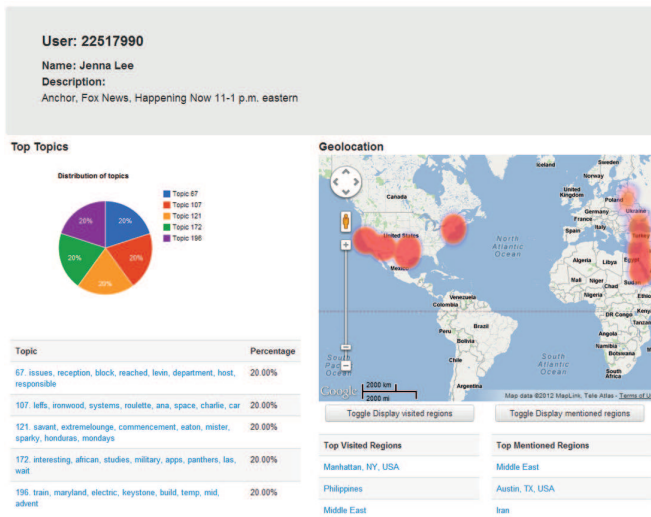 User: 22517990
Name: Jenna Lee
Description:
Anchor, Fox News, Happening Now 11-1 p.m. eastern
Top Topics
Distribution of topics
20%
20%
20%
20%
20%
Topic 67
Topic 107
Topic 121
Topic 172
Topic 196
Topic Percentage
67. issues, reception, block, reached, levin, department, host, 20.00%
responsible
107. leffs, ironwood, systems, roulette, ana, space, charlie, car 20.00%
121. savant, extremelounge, commencement, eaton, mister, 20.00%
sparky, honduras, mondays
172. interesting, african, studies, military, apps, panthers, las, 20.00%
wait
196. train, maryland, electric, keystone, build, temp, mid, 20.00%
advent
Geolocation
Iceland
Sweden
Norway
Canada
United
Kingdom
Poland
Germany
Ukraine
France
Italy
Spain
Turkey
United States
North
Atlantic
Ocean
Mexico
Algeria
Libya
Mali
Niger
Chad
Sudan
Nigeria
Venezuela
Colombia
DR Congo
Brazil
Peru
Bolivia
Angola
Namibia
Botswana
Chile
South
Atlantic
Ocean
South
Africa
Argentina
South
Ocean
Google
2000 km
2000 mi
Map data ©2012 MapLink, Tele Atlas - Terms of U
Toggle Display visited regions
Toggle Display mentioned regions
Top Visited Regions
Manhattan, NY, USA
Philippines
Middle East
Top Mentioned Regions
Middle East
Austin, TX, USA
Iran